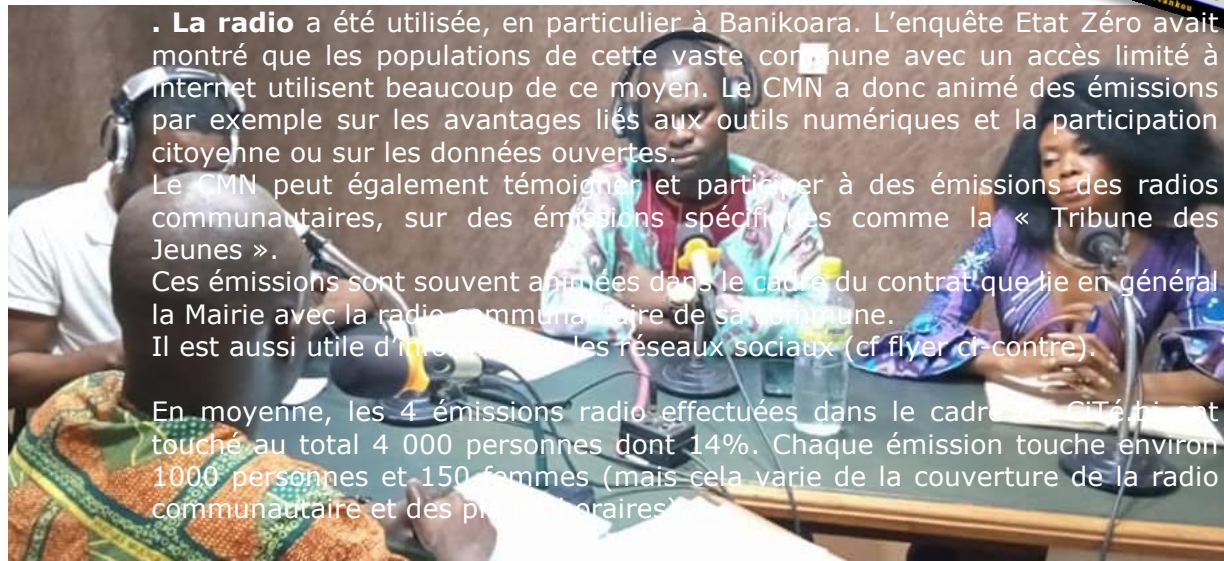 . La radio a été utilisée, en particulier à Banikoara. L’enquête Etat Zéro avait
montré que les populations de cette vaste commune avec un accès limité à
internet utilisent beaucoup de ce moyen. Le CMN a donc animé des émissions
par exemple sur les avantages liés aux outils numériques et la participation
citoyenne ou sur les données ouvertes.
Le CMN peut également témoigner et participer à des émissions des radios
communautaires, sur des émissions spécifiques comme la « Tribune des
Jeunes ».
Ces émissions sont souvent animées dans le cadre du contrat que lie en général
la Mairie avec la radio communautaire de sa commune.
Il est aussi utile d’informer les réseaux sociaux (cf flyer ci-contre).
En moyenne, les 4 émissions radio effectuées dans le cadre de CiTé.bj ont
touché au total 4 000 personnes dont 14%. Chaque émission touche environ
1000 personnes et 150 femmes (mais cela varie de la couverture de la radio
communautaire et des horaires)